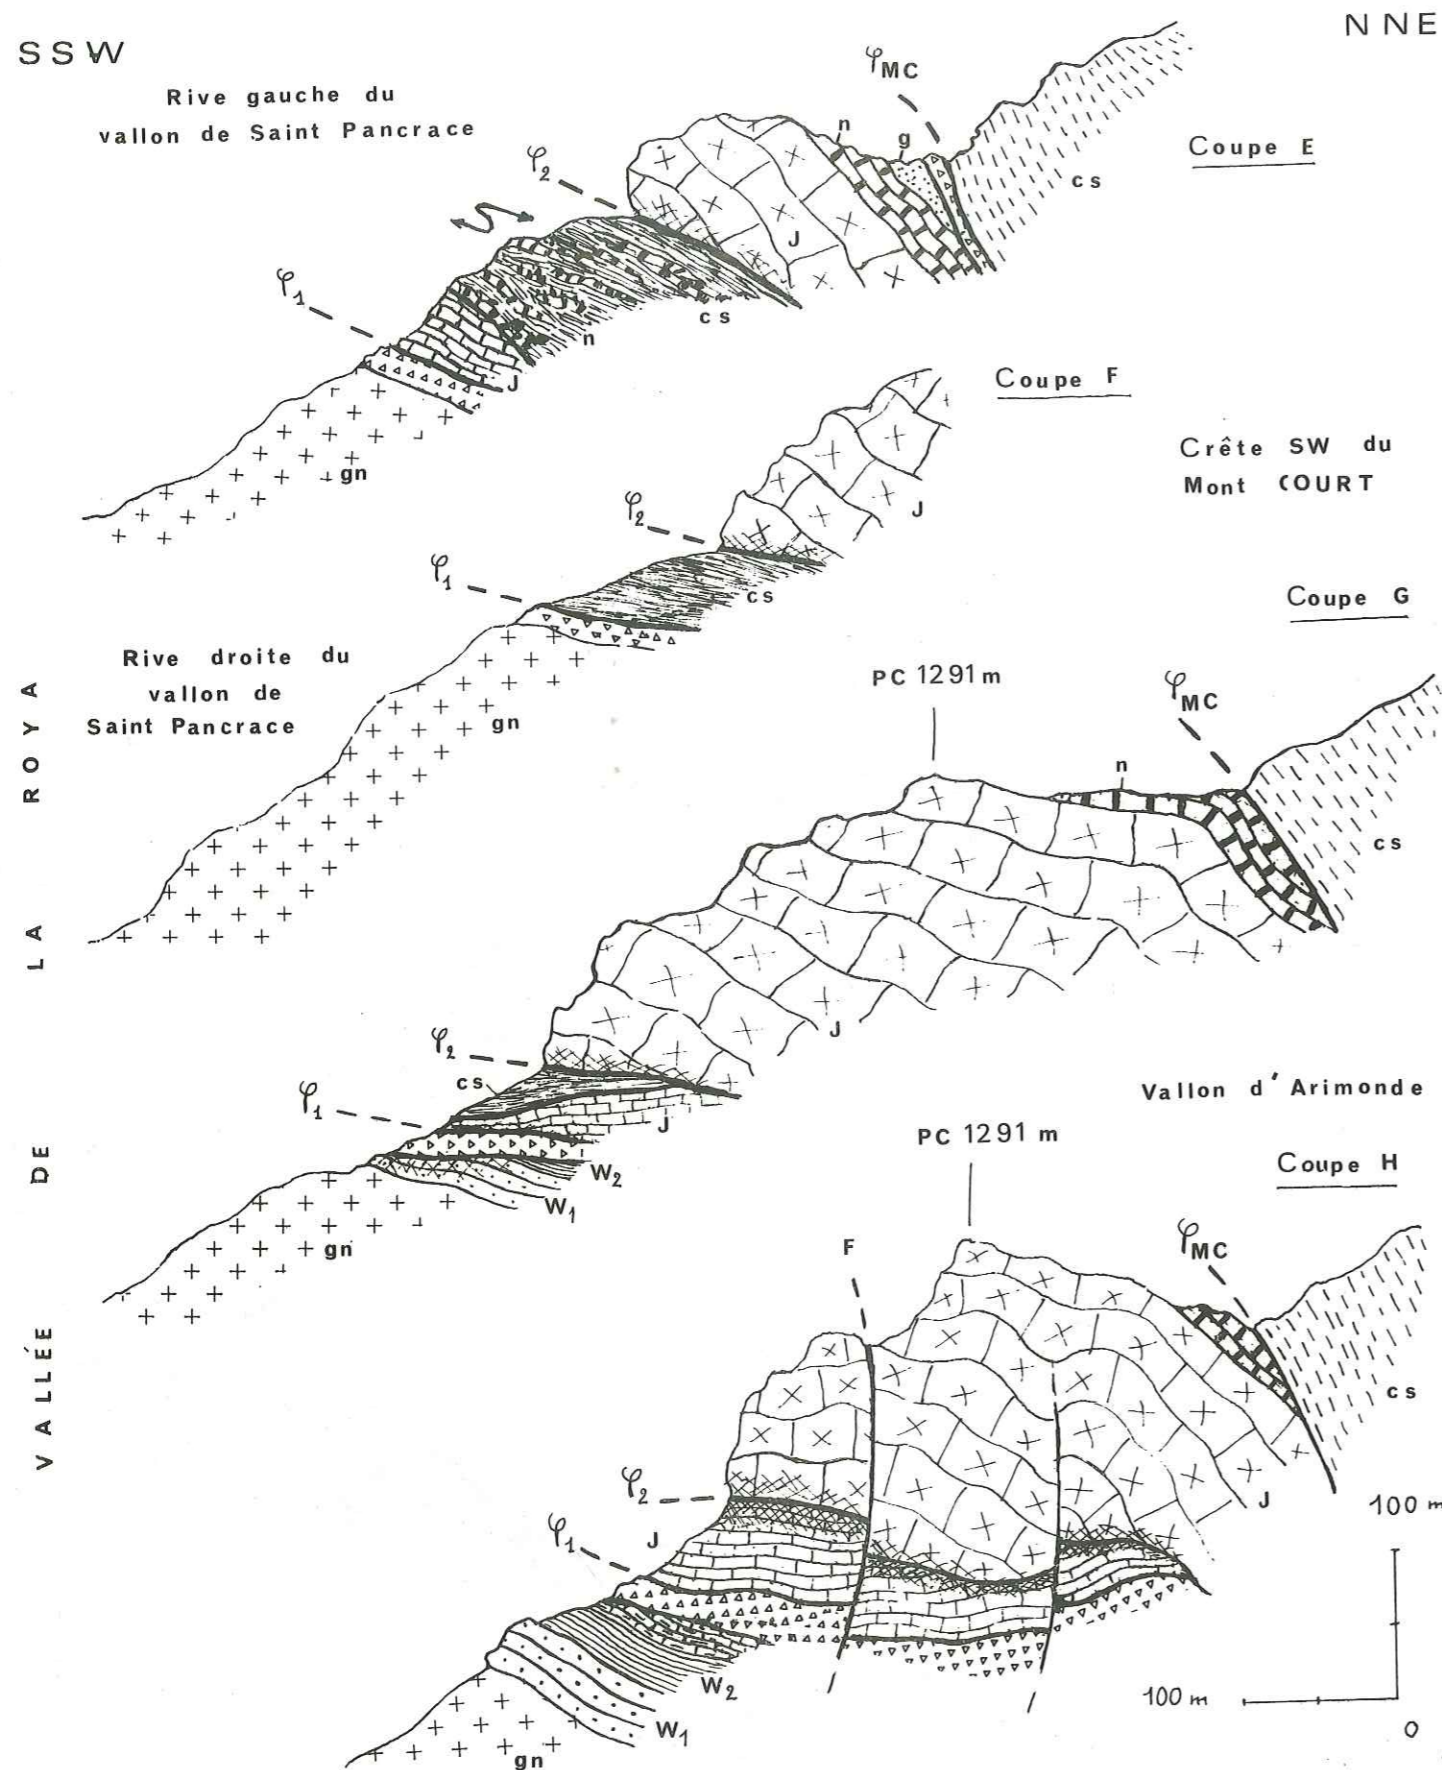 SSW
NNE
Rive gauche du
vallon de Saint Pancrace
φMC
n
g
Coupe E
φ2
cs
J
φ1
cs
n
J
gn
Coupe F
Crête SW du
Mont COURT
φ2
J
φ1
cs
Coupe G
Rive droite du
vallon de
Saint Pancrace
gn
PC 1291 m
φMC
n
cs
J
φ2
cs
φ1
J
Vallon d'Arimonde
W2
W1
gn
PC 1291 m
Coupe H
F
φMC
cs
φ2
J
J
φ1
100 m
W2
W1
gn
100 m
0
VALLÉE DE LA ROYA